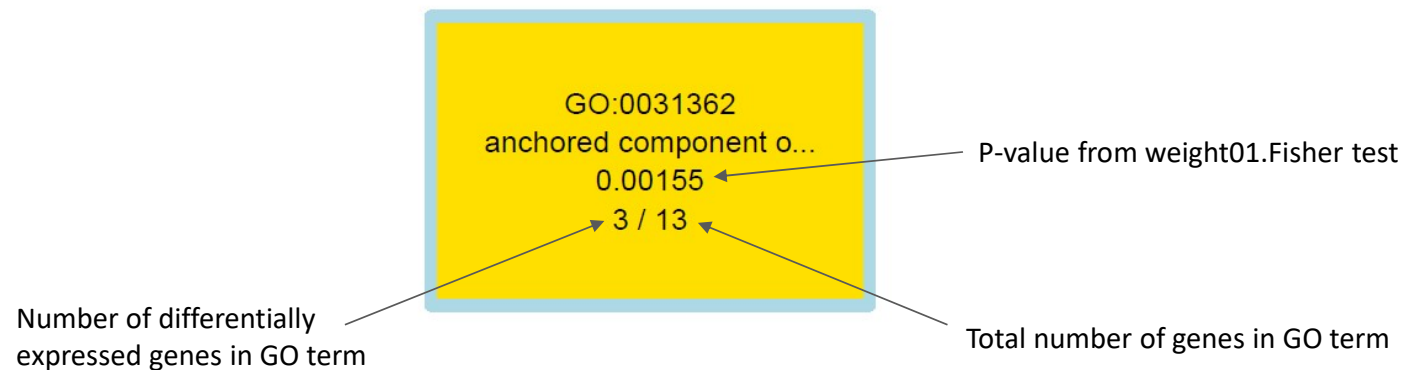 GO:0031362
anchored component o...
0.00155
3 / 13
P-value from weight01.Fisher test
Number of differentially
expressed genes in GO term
Total number of genes in GO term